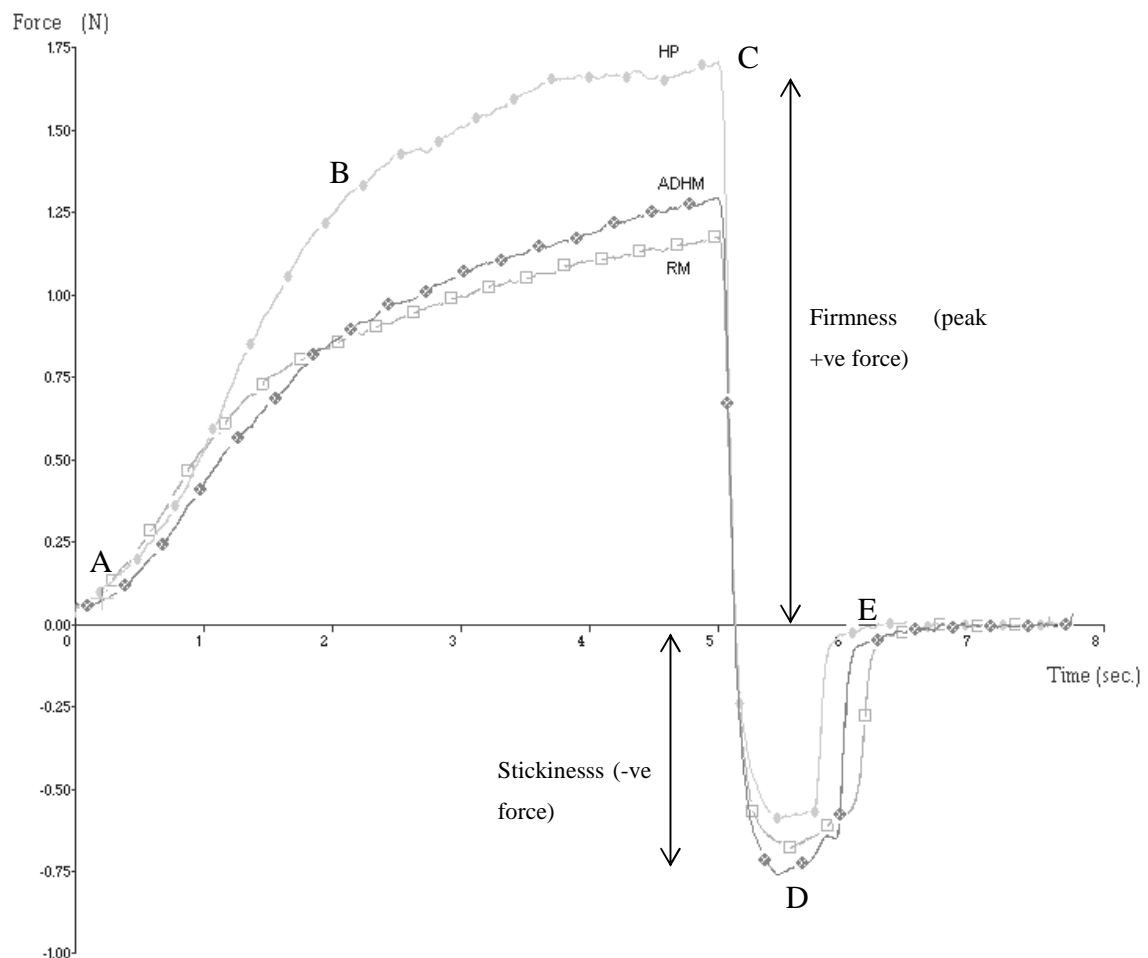 Force (N)
1.75
HP
C
1.50
B
ADHM
1.25
RM
1.00
Firmness (peak
+ve force)
0.75
0.50
A
0.25
E
0.00
0 1 2 3 4 5 6 7 8
Time (sec.)
-0.25
Stickinesss (-ve
force)
-0.50
-0.75
D
-1.00